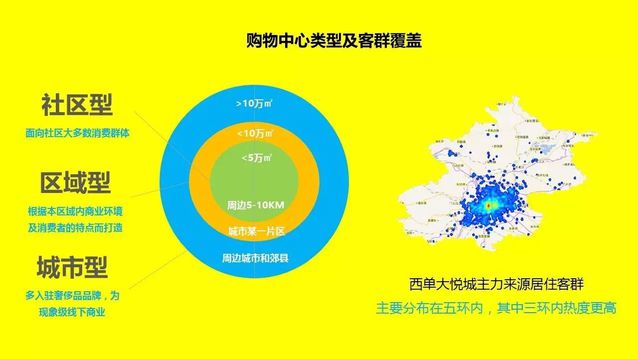 购物中心类型及客群覆盖
社区型
面向社区大多数消费群体
区域型
根据本区域内商业环境
及消费者的特点而打造
城市型
多入驻奢侈品品牌，为
现象级线下商业
>10万㎡
<10万㎡
<5万㎡
周边5-10KM
城市某一片区
周边城市和郊县
西单大悦城主力来源居住客群
主要分布在五环内，其中三环内热度更高